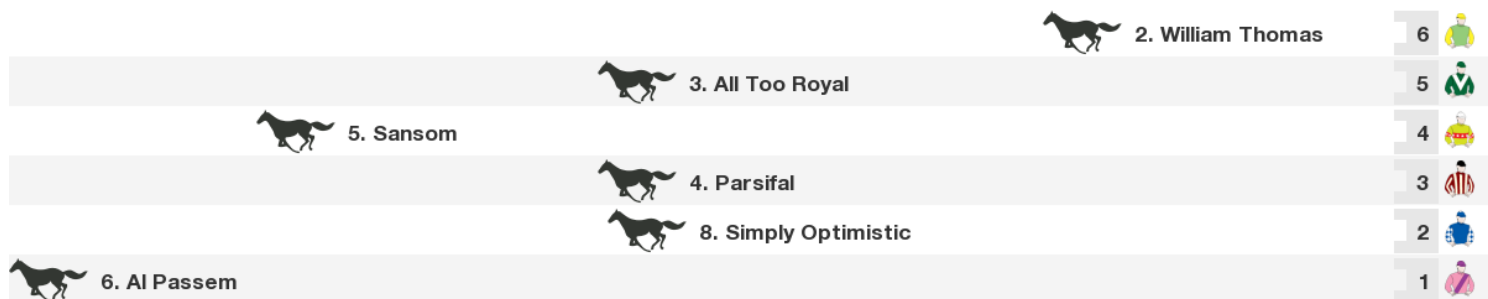 2. William Thomas 6
3. All Too Royal 5
5. Sansom 4
4. Parsifal 3
8. Simply Optimistic 2
6. Al Passem 1